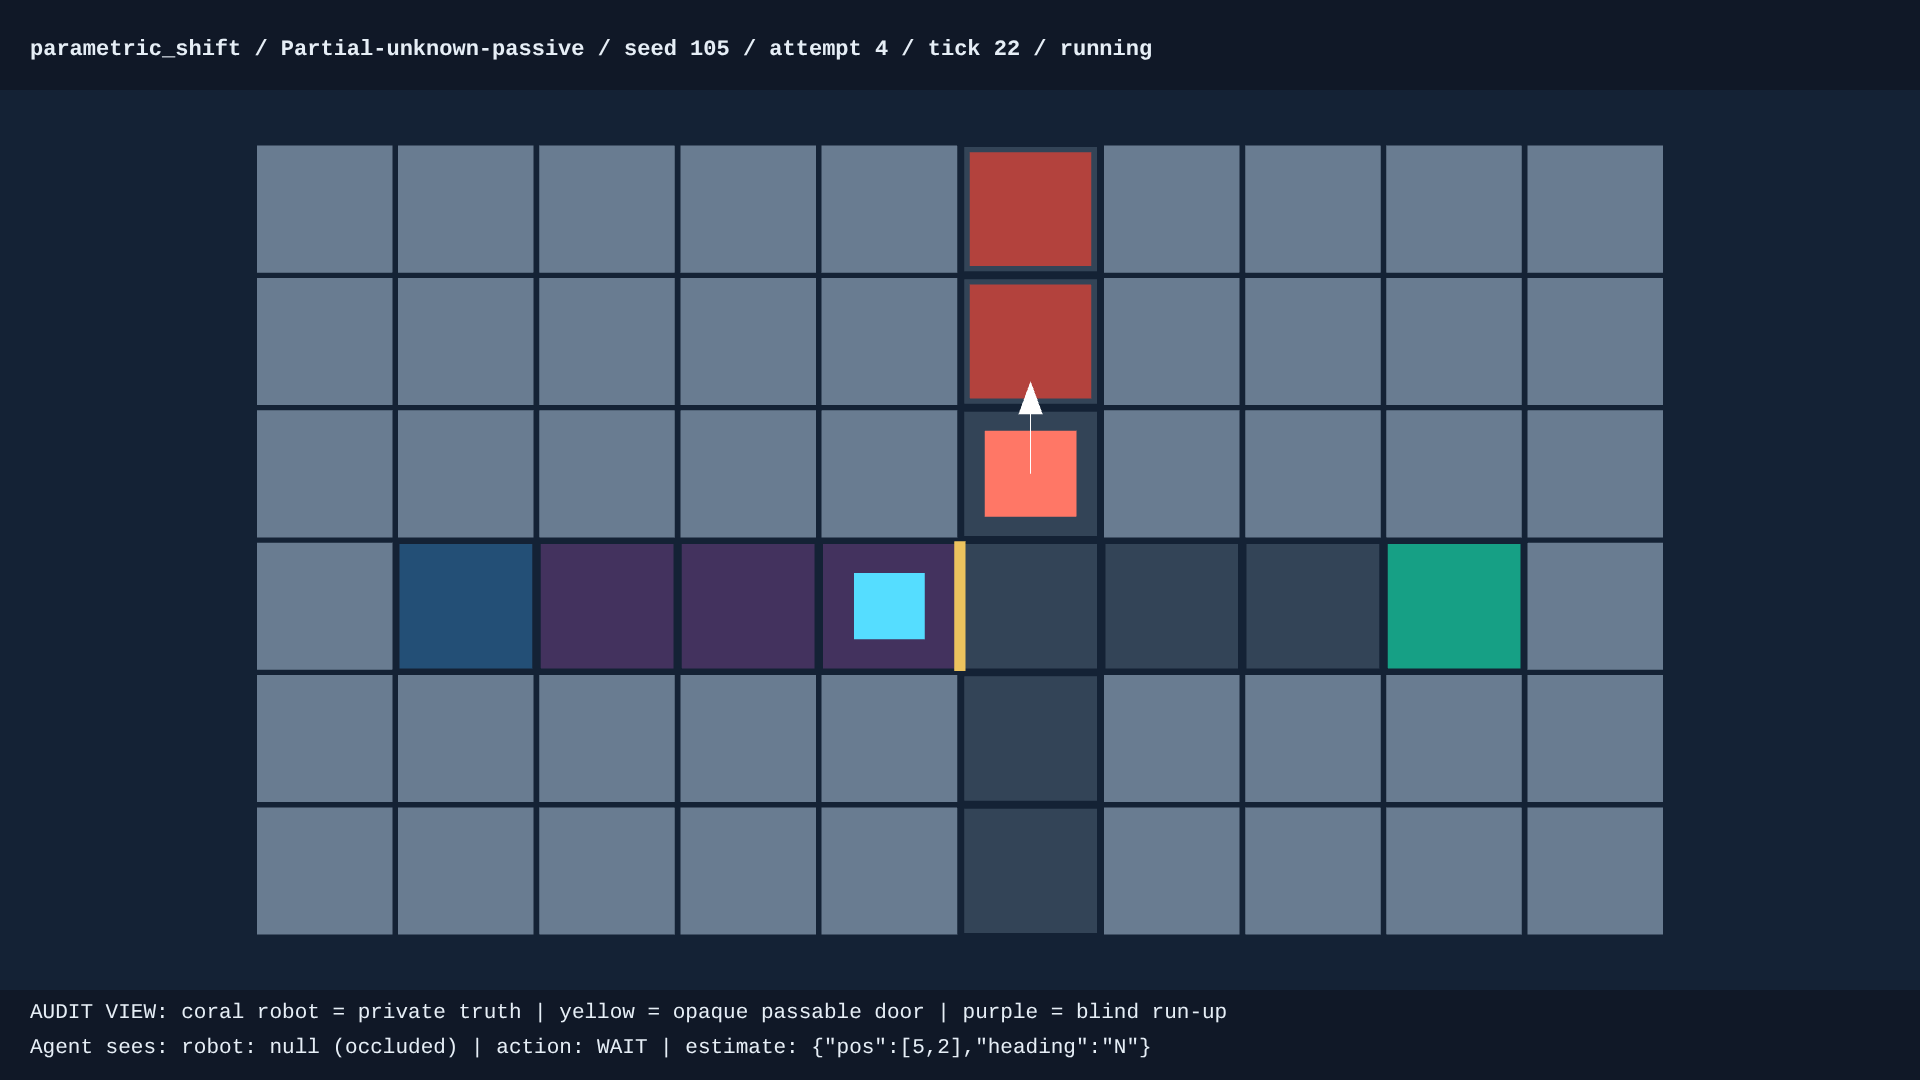 parametric_shift / Partial-unknown-passive / seed 105 / attempt 4 / tick 22 / running
AUDIT VIEW: coral robot = private truth | yellow = opaque passable door | purple = blind run-up
Agent sees: robot: null (occluded) | action: WAIT | estimate: {"pos":[5,2],"heading":"N"}